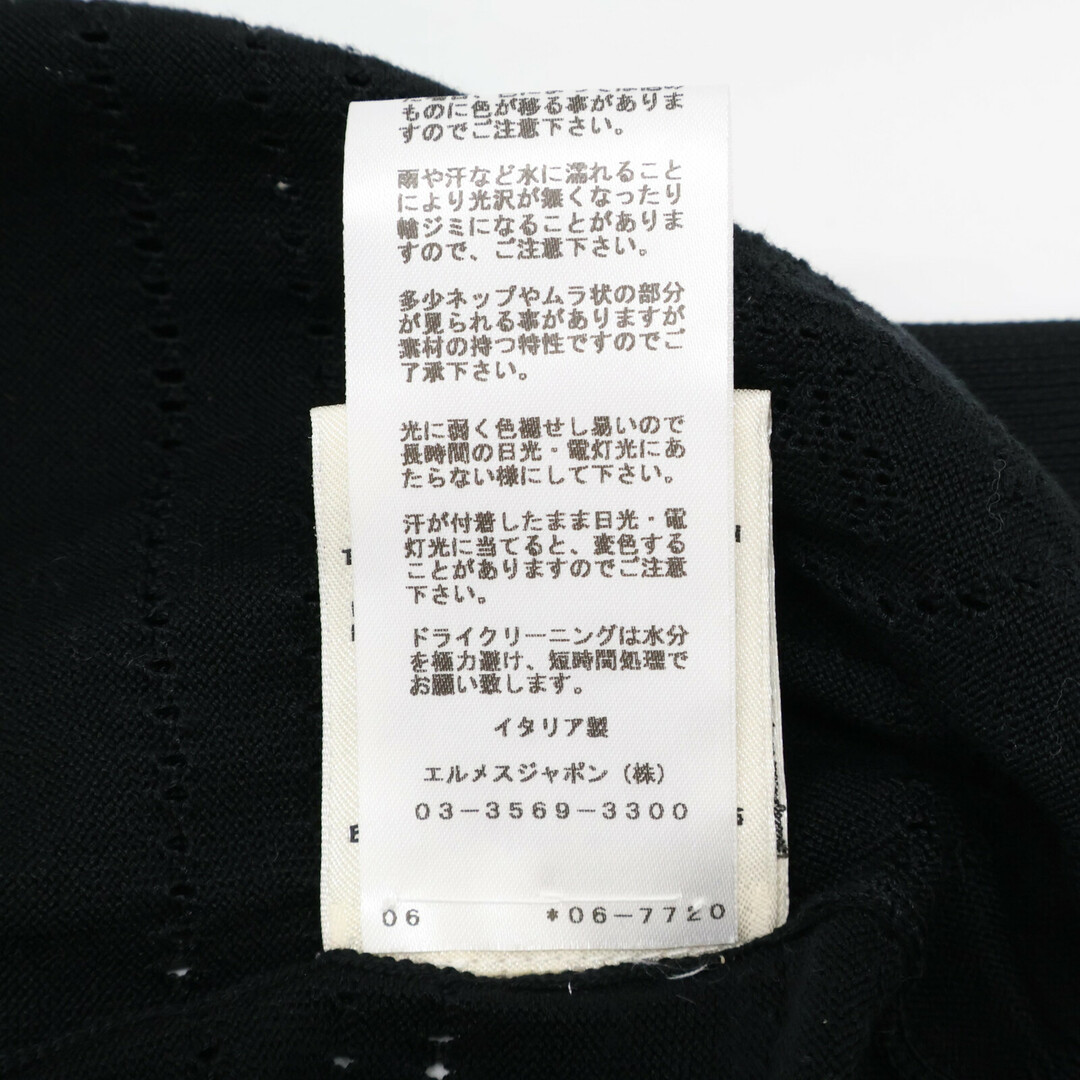 ものに色が移る事がありま
すのでご注意下さい。
雨や汗など水に濡れること
により光沢が無くなったり
輪ジミになることがありま
すので、ご注意下さい。
多少ネップやムラ状の部分
が見られる事がありますが
素材の持つ特性ですのでご
了承下さい。
光に弱く色褪せし易いので
長時間の日光・電灯光にあ
たらない様にして下さい。
汗が付着したまま日光・電
灯光に当てると、変色する
ことがありますのでご注意
下さい。
ドライクリーニングは水分
を極力避け、短時間処理で
お願い致します。
イタリア製
エルメスジャポン（株）
03-3569-3300
06 *06-7720